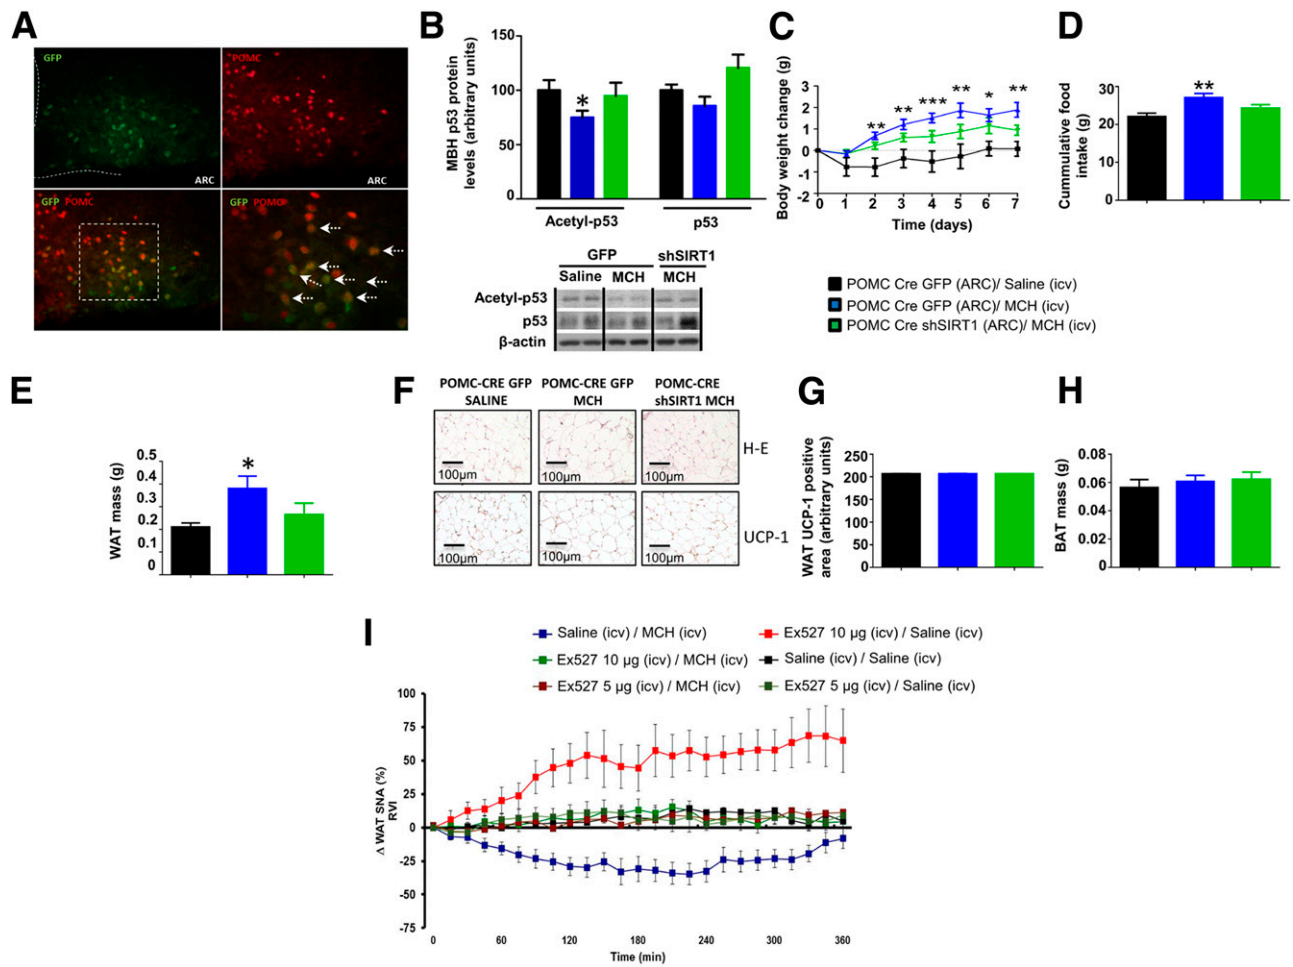 A
GFP
POMC
ARC
ARC
GFP POMC
GFP POMC
B
MBH p53 protein
levels (arbitrary units)
150
100
50
0
*
Acetyl-p53
p53
GFP
shSIRT1
Saline
MCH
MCH
Acetyl-p53
p53
β-actin
C
Body weight change (g)
3
2
1
0
-1
-2
** ** *** ** * **
0 1 2 3 4 5 6 7
Time (days)
POMC Cre GFP (ARC)/ Saline (icv)
POMC Cre GFP (ARC)/ MCH (icv)
POMC Cre shSIRT1 (ARC)/ MCH (icv)
D
Cummulative food
intake (g)
30
20
10
0
**
E
WAT mass (g)
0.5
0.4
0.3
0.2
0.1
0
*
F
POMC-CRE GFP
SALINE
POMC-CRE GFP
MCH
POMC-CRE
shSIRT1 MCH
100µm
100µm
100µm
H-E
100µm
100µm
100µm
UCP-1
G
WAT UCP-1 positive
area (arbitrary units)
250
200
150
100
50
0
H
BAT mass (g)
0.08
0.06
0.04
0.02
0
I
Saline (icv) / MCH (icv)
Ex527 10 µg (icv) / Saline (icv)
Ex527 10 µg (icv) / MCH (icv)
Saline (icv) / Saline (icv)
Ex527 5 µg (icv) / MCH (icv)
Ex527 5 µg (icv) / Saline (icv)
Δ WAT SNA (%)
RVI
100
75
50
25
0
-25
-50
-75
0 60 120 180 240 300 360
Time (min)